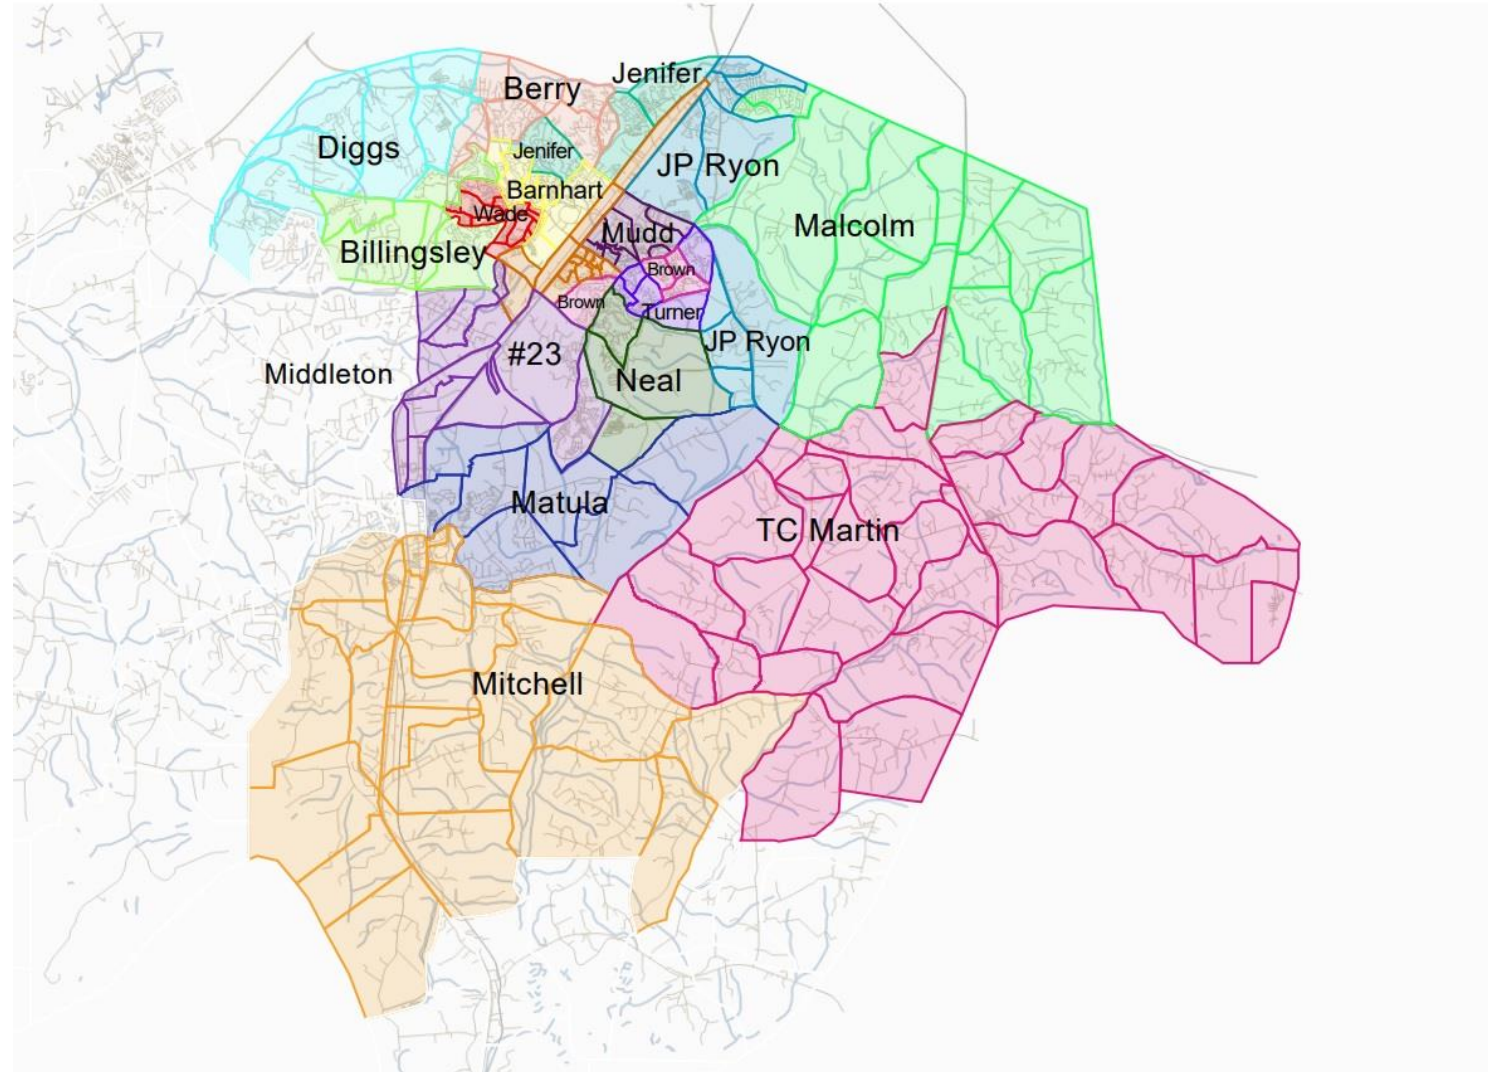 Jenifer
Berry
Diggs
Jenifer
JP Ryon
Barnhart
Wade
Malcolm
Mudd
Billingsley
Brown
Brown
Turner
JP Ryon
#23
Middleton
Neal
Matula
TC Martin
Mitchell